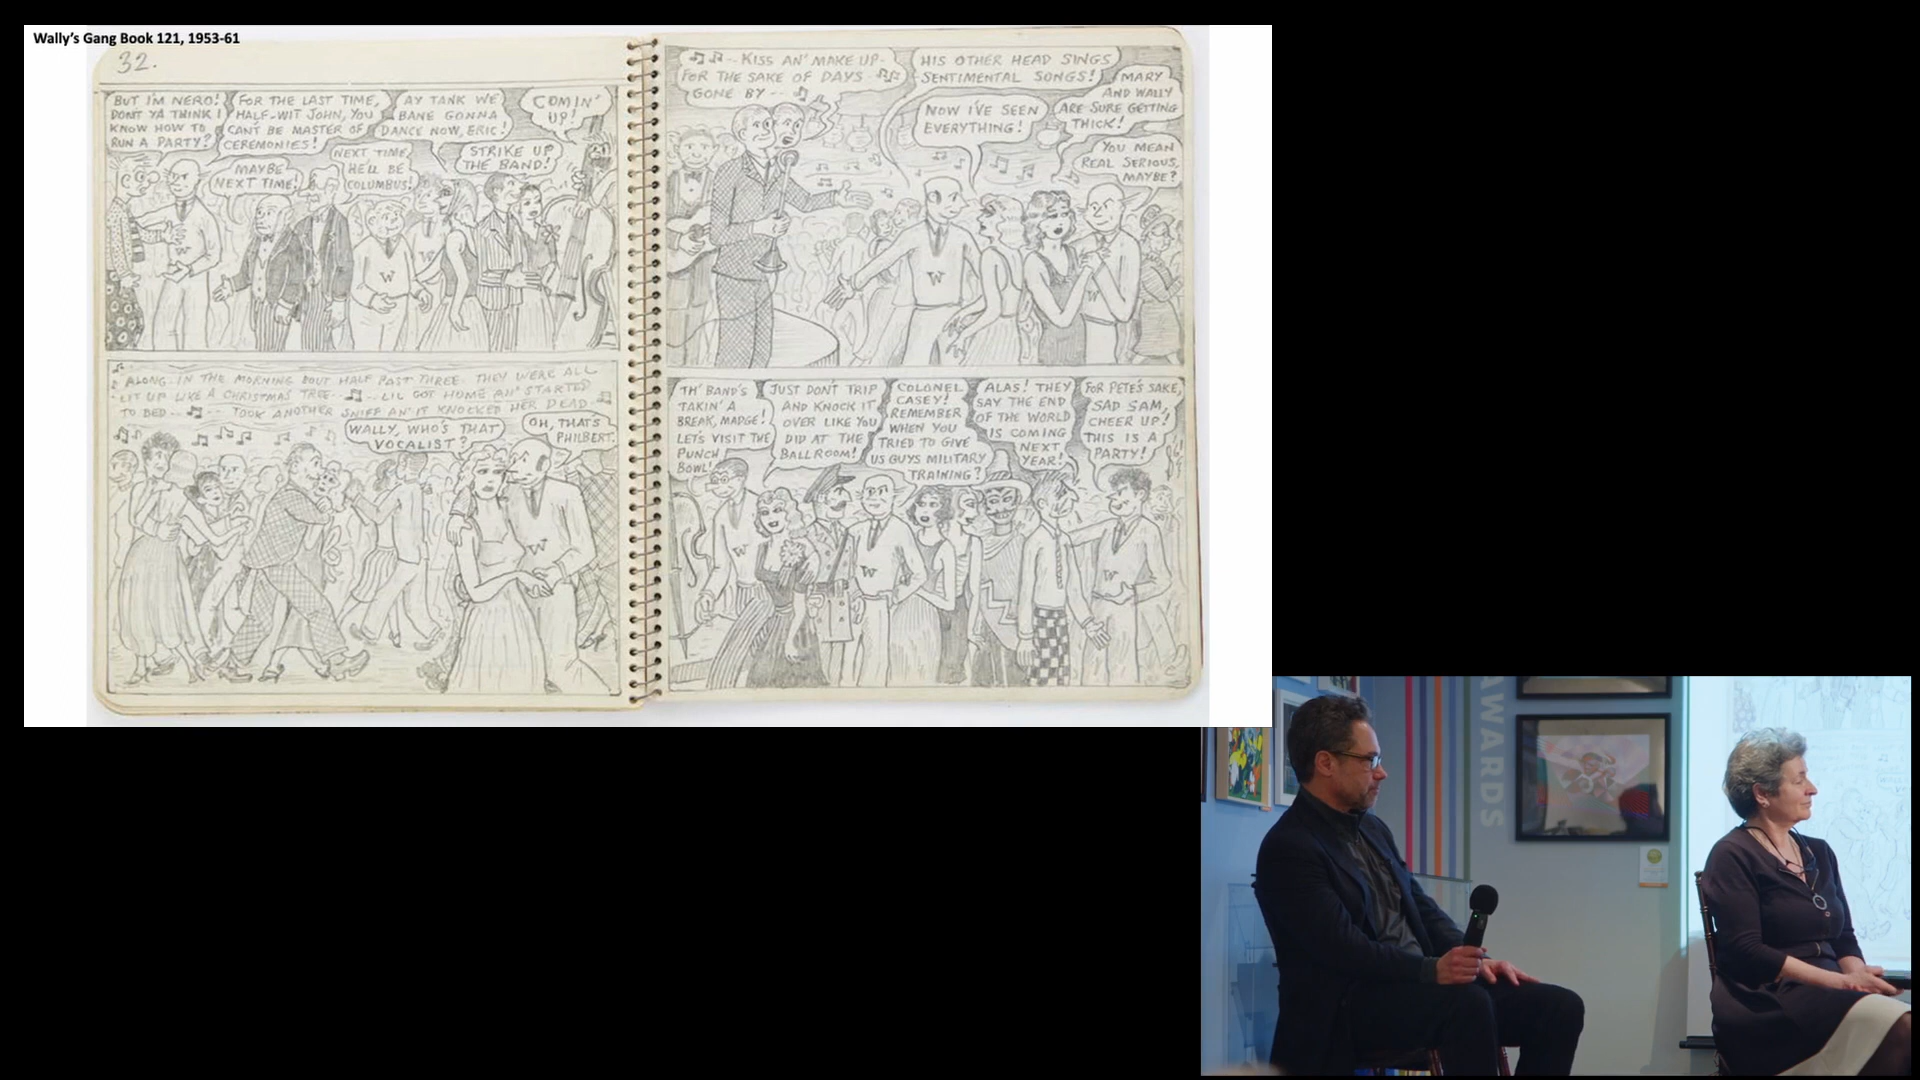 Wally's Gang Book 121, 1953-61
32.
BUT I'M NERO!
DON'T YA THINK I
KNOW HOW TO
RUN A PARTY?
FOR THE LAST TIME,
HALF-WIT JOHN, YOU
CAN'T BE MASTER OF
CEREMONIES!
MAYBE
NEXT TIME!
NEXT TIME
HE'LL BE
COLUMBUS!
AY TANK WE
BANE GONNA
DANCE NOW, ERIC!
STRIKE UP
THE BAND!
COMIN'
UP!
ALONG IN THE MORNING BOUT HALF PAST THREE THEY WERE ALL
LIT UP LIKE A CHRISTMAS TREE -- LIL GOT HOME AN' STARTED
TO BED -- TOOK ANOTHER SNIFF AN' IT KNOCKED HER DEAD
WALLY, WHO'S THAT
VOCALIST?
OH, THAT'S
PHILBERT.
W
W
W
W
-- KISS AN' MAKE UP-
FOR THE SAKE OF DAYS
GONE BY --
HIS OTHER HEAD SINGS
SENTIMENTAL SONGS!
NOW I'VE SEEN
EVERYTHING!
MARY
AND WALLY
ARE SURE GETTING
THICK!
YOU MEAN
REAL SERIOUS,
MAYBE?
W
W
TH' BAND'S
TAKIN' A
BREAK, MADGE!
LET'S VISIT THE
PUNCH
BOWL!
JUST DON'T TRIP
AND KNOCK IT
OVER LIKE YOU
DID AT THE
BALLROOM!
COLONEL
CASEY!
REMEMBER
WHEN YOU
TRIED TO GIVE
US GUYS MILITARY
TRAINING?
ALAS! THEY
SAY THE END
OF THE WORLD
IS COMING
NEXT
YEAR!
FOR PETE'S SAKE,
SAD SAM,
CHEER UP!
THIS IS A
PARTY!
W
W
W
AWARDS